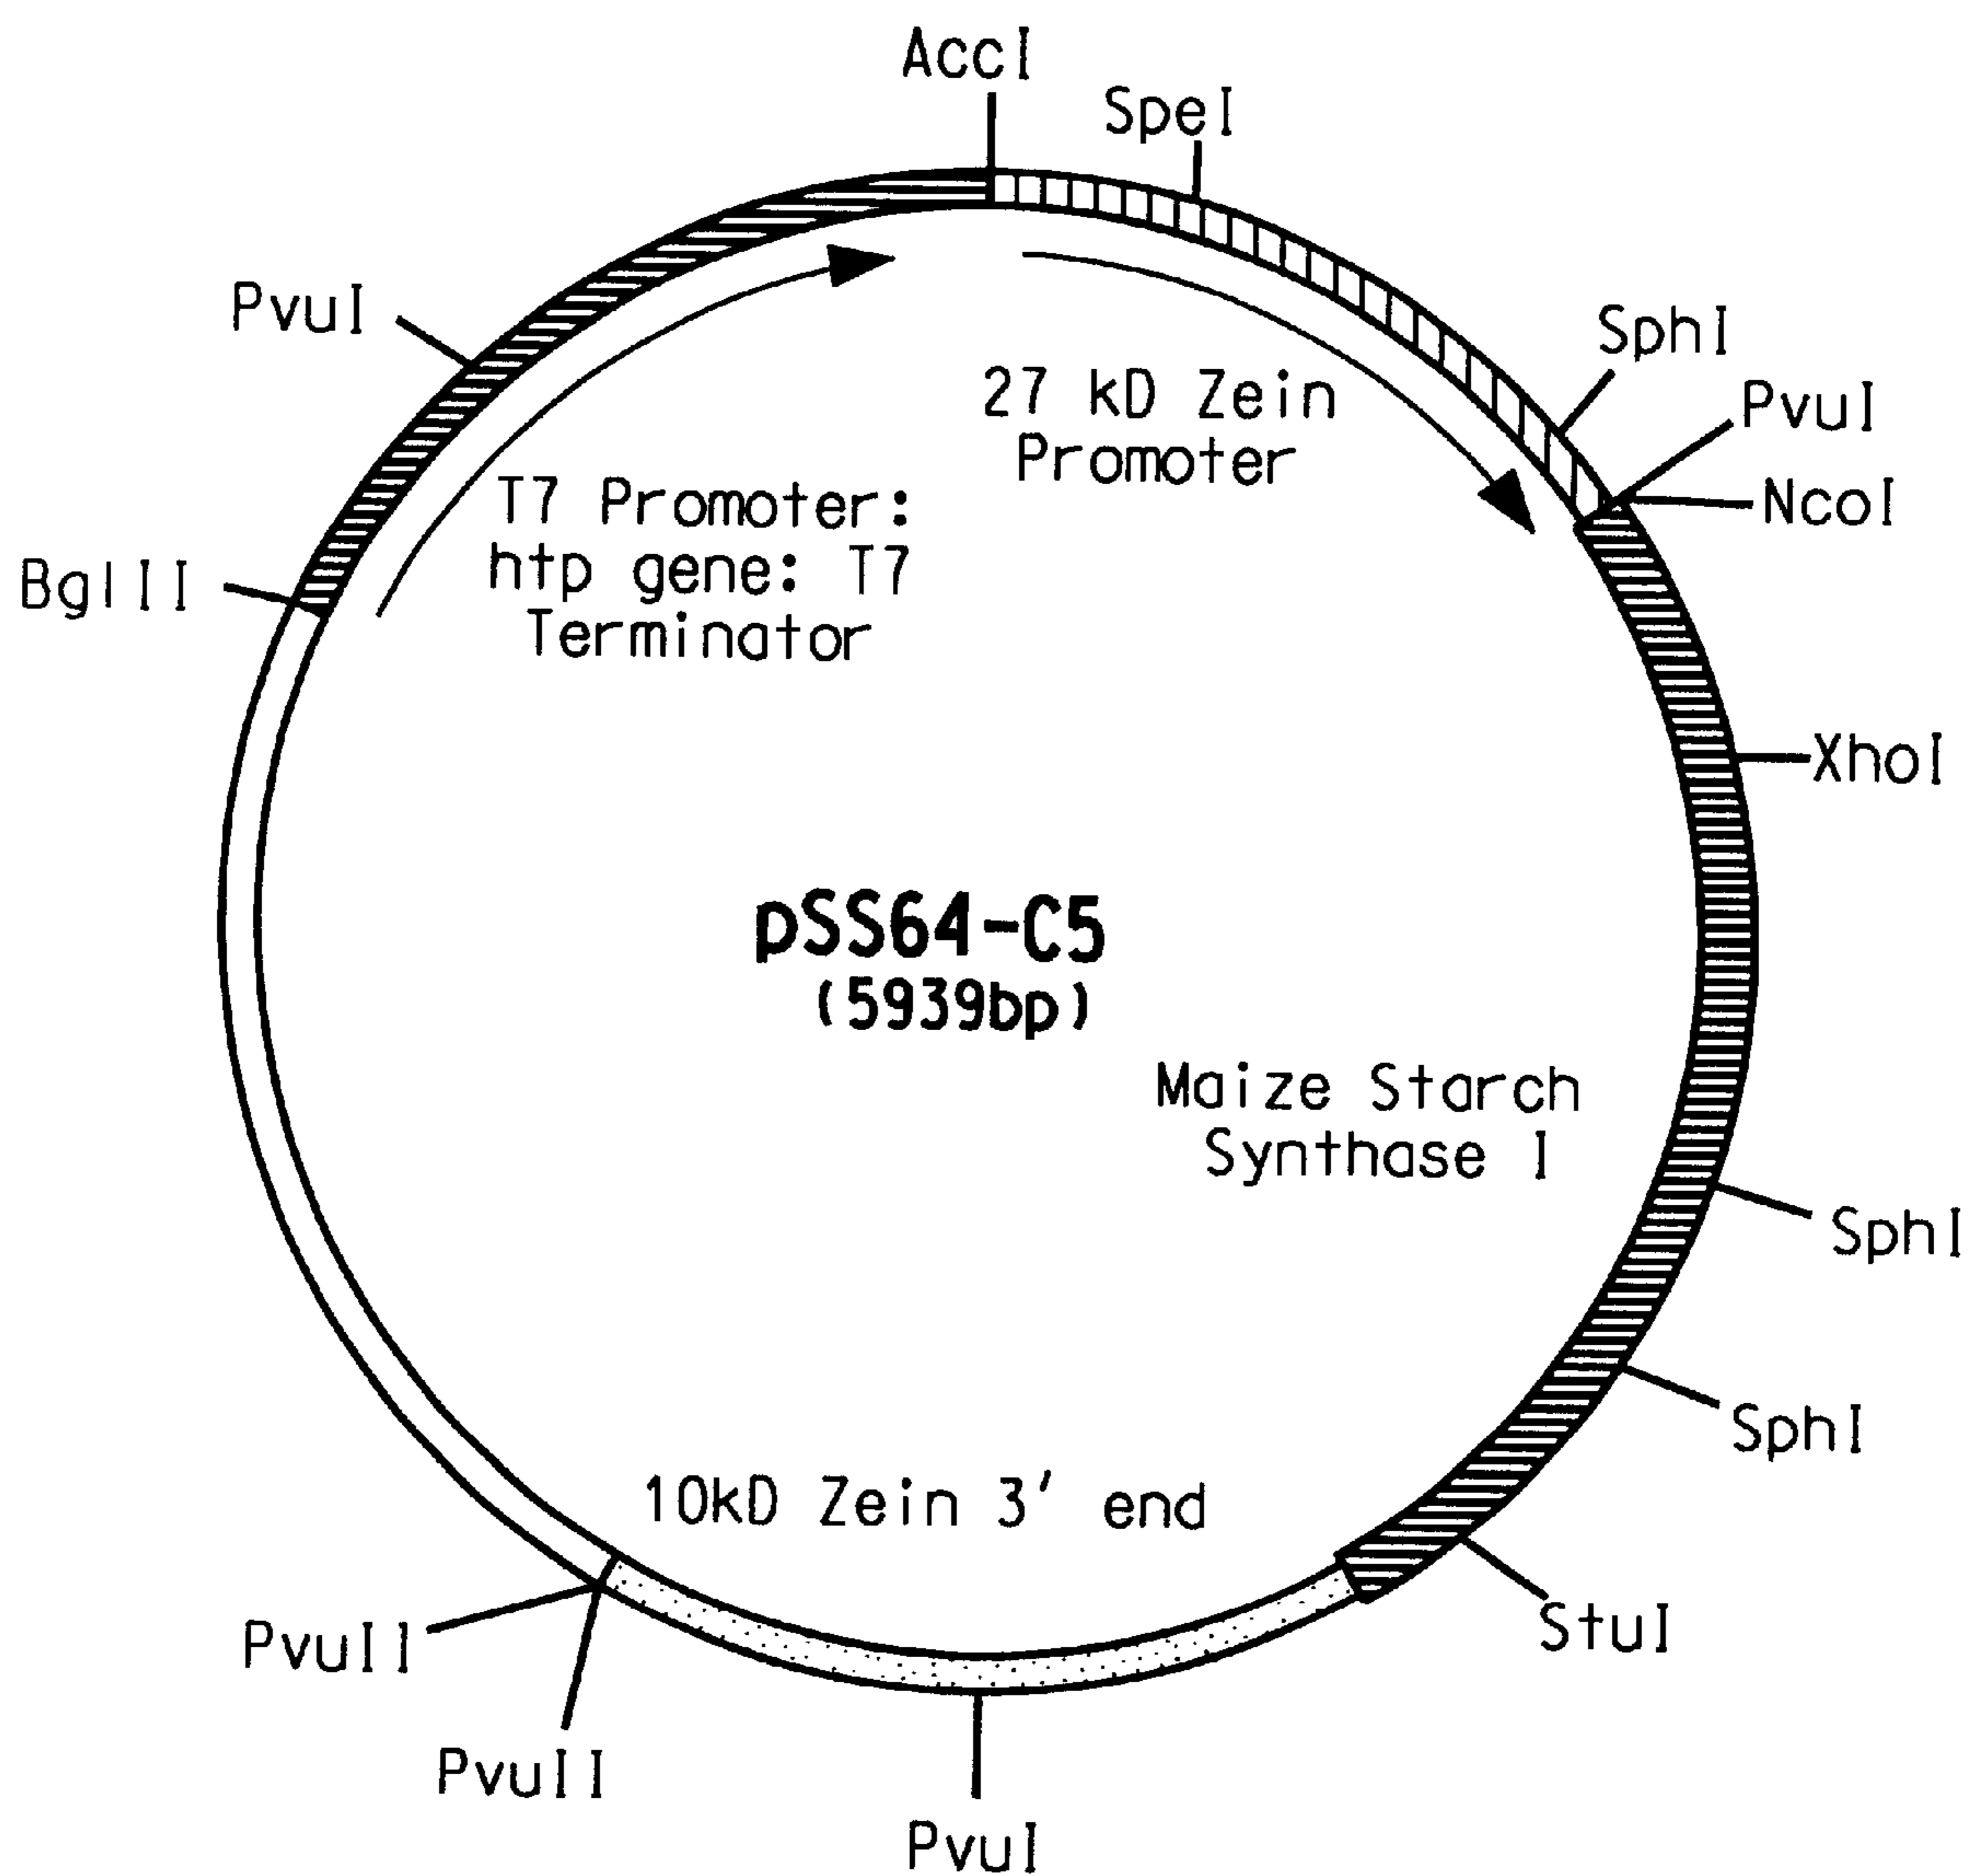 AccI
SpeI
PvuI
SphI
27 kD Zein
Promoter
PvuI
T7 Promoter:
htp gene: T7
Terminator
NcoI
BglII
XhoI
pSS64-C5
(5939bp)
Maize Starch
Synthase I
SphI
SphI
10kD Zein 3' end
StuI
PvuII
PvuII
PvuI